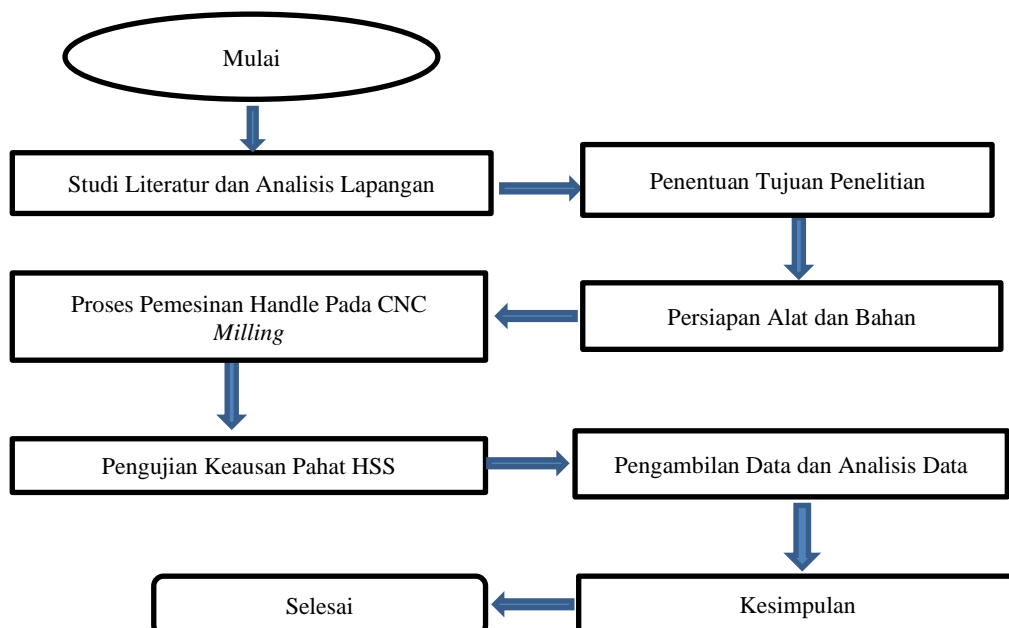 Mulai
Studi Literatur dan Analisis Lapangan
Penentuan Tujuan Penelitian
Persiapan Alat dan Bahan
Proses Pemesinan Handle Pada CNC
Milling
Pengujian Keausan Pahat HSS
Pengambilan Data dan Analisis Data
Kesimpulan
Selesai